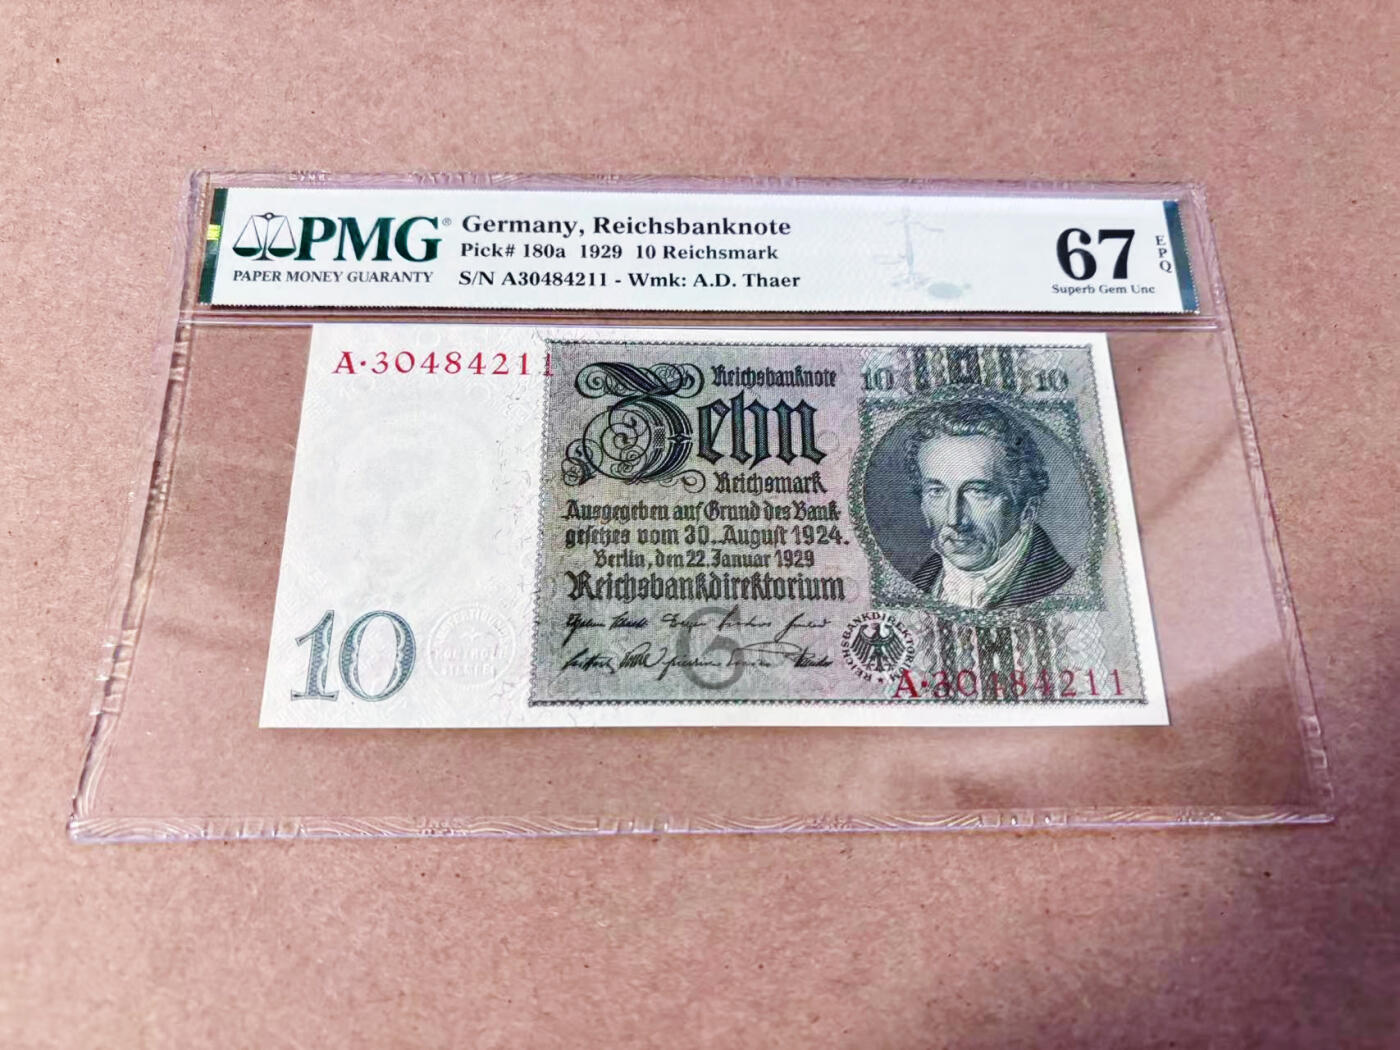 PMG®
PAPER MONEY GUARANTY
Germany, Reichsbanknote
Pick# 180a 1929 10 Reichsmark
S/N A30484211 - Wmk: A.D. Thaer
67
EPQ
Superb Gem Unc
A·30484211
Reichsbanknote
Zehn
Reichsmark
Ausgegeben auf Grund des Bank-
gesetzes vom 30. August 1924.
Berlin, den 22. Januar 1929
Reichsbankdirektorium
10 10
10
G
REICHSBANKDIREKTORIUM
A·30484211